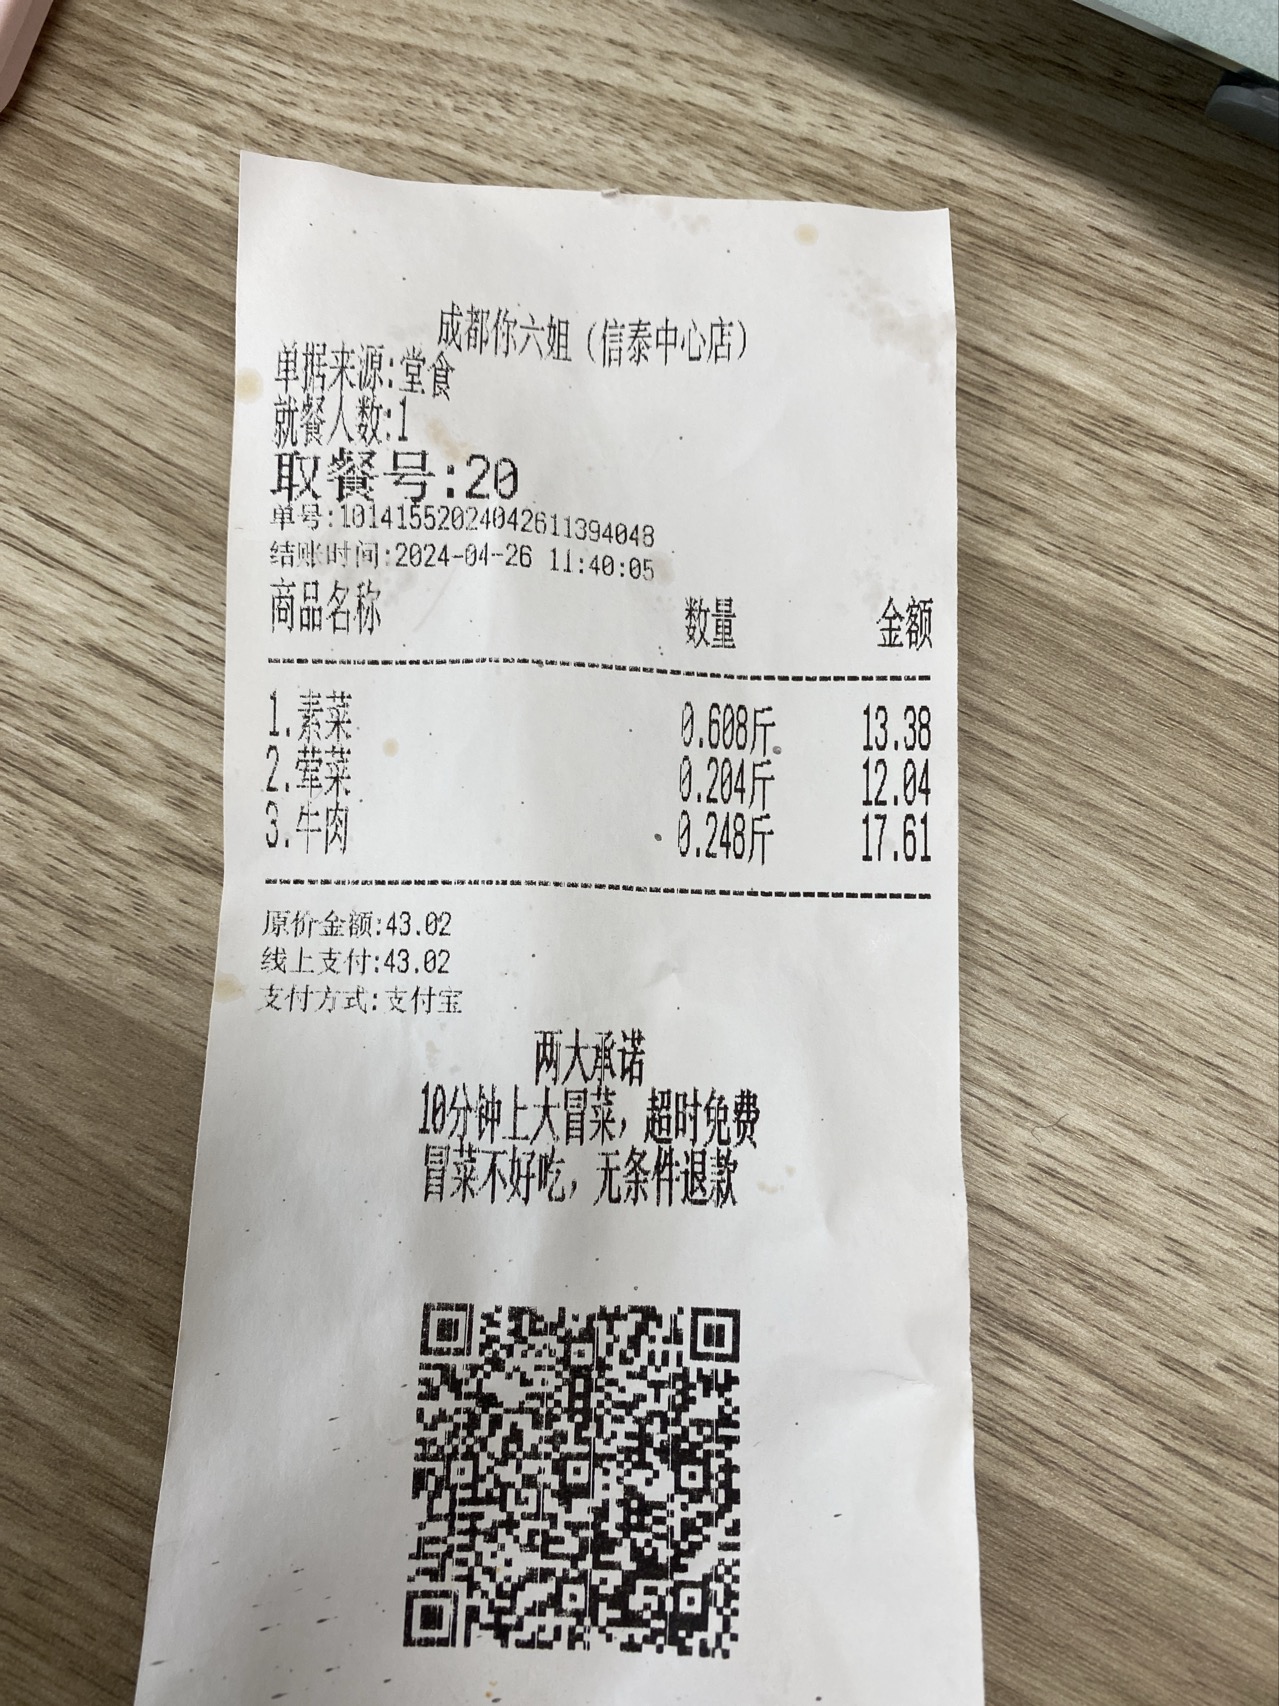 成都你六姐（信泰中心店）
单据来源:堂食
就餐人数:1
取餐号:20
单号:10141552024042611394048
结账时间:2024-04-26 11:40:05
商品名称 数量 金额
1.素菜 0.608斤 13.38
2.荤菜 0.204斤 12.04
3.牛肉 0.248斤 17.61
原价金额:43.02
线上支付:43.02
支付方式:支付宝
两大承诺
10分钟上大冒菜，超时免费
冒菜不好吃，无条件退款